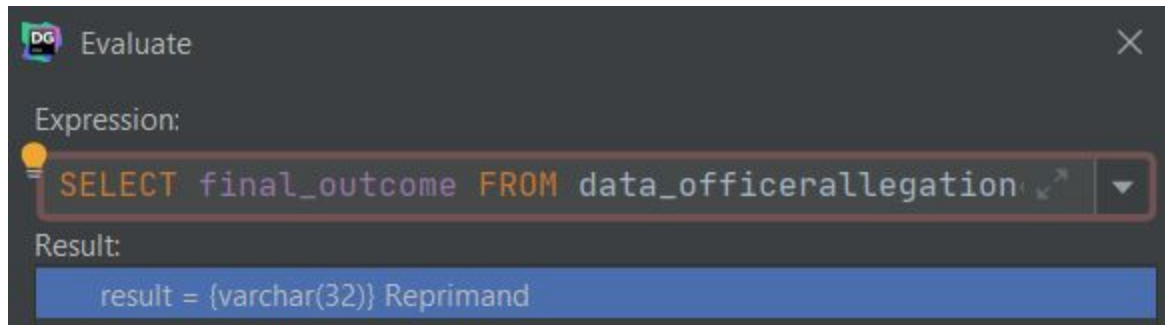 DG
Evaluate
Expression:
SELECT final_outcome FROM data_officerallegation
Result:
result = {varchar(32)} Reprimand